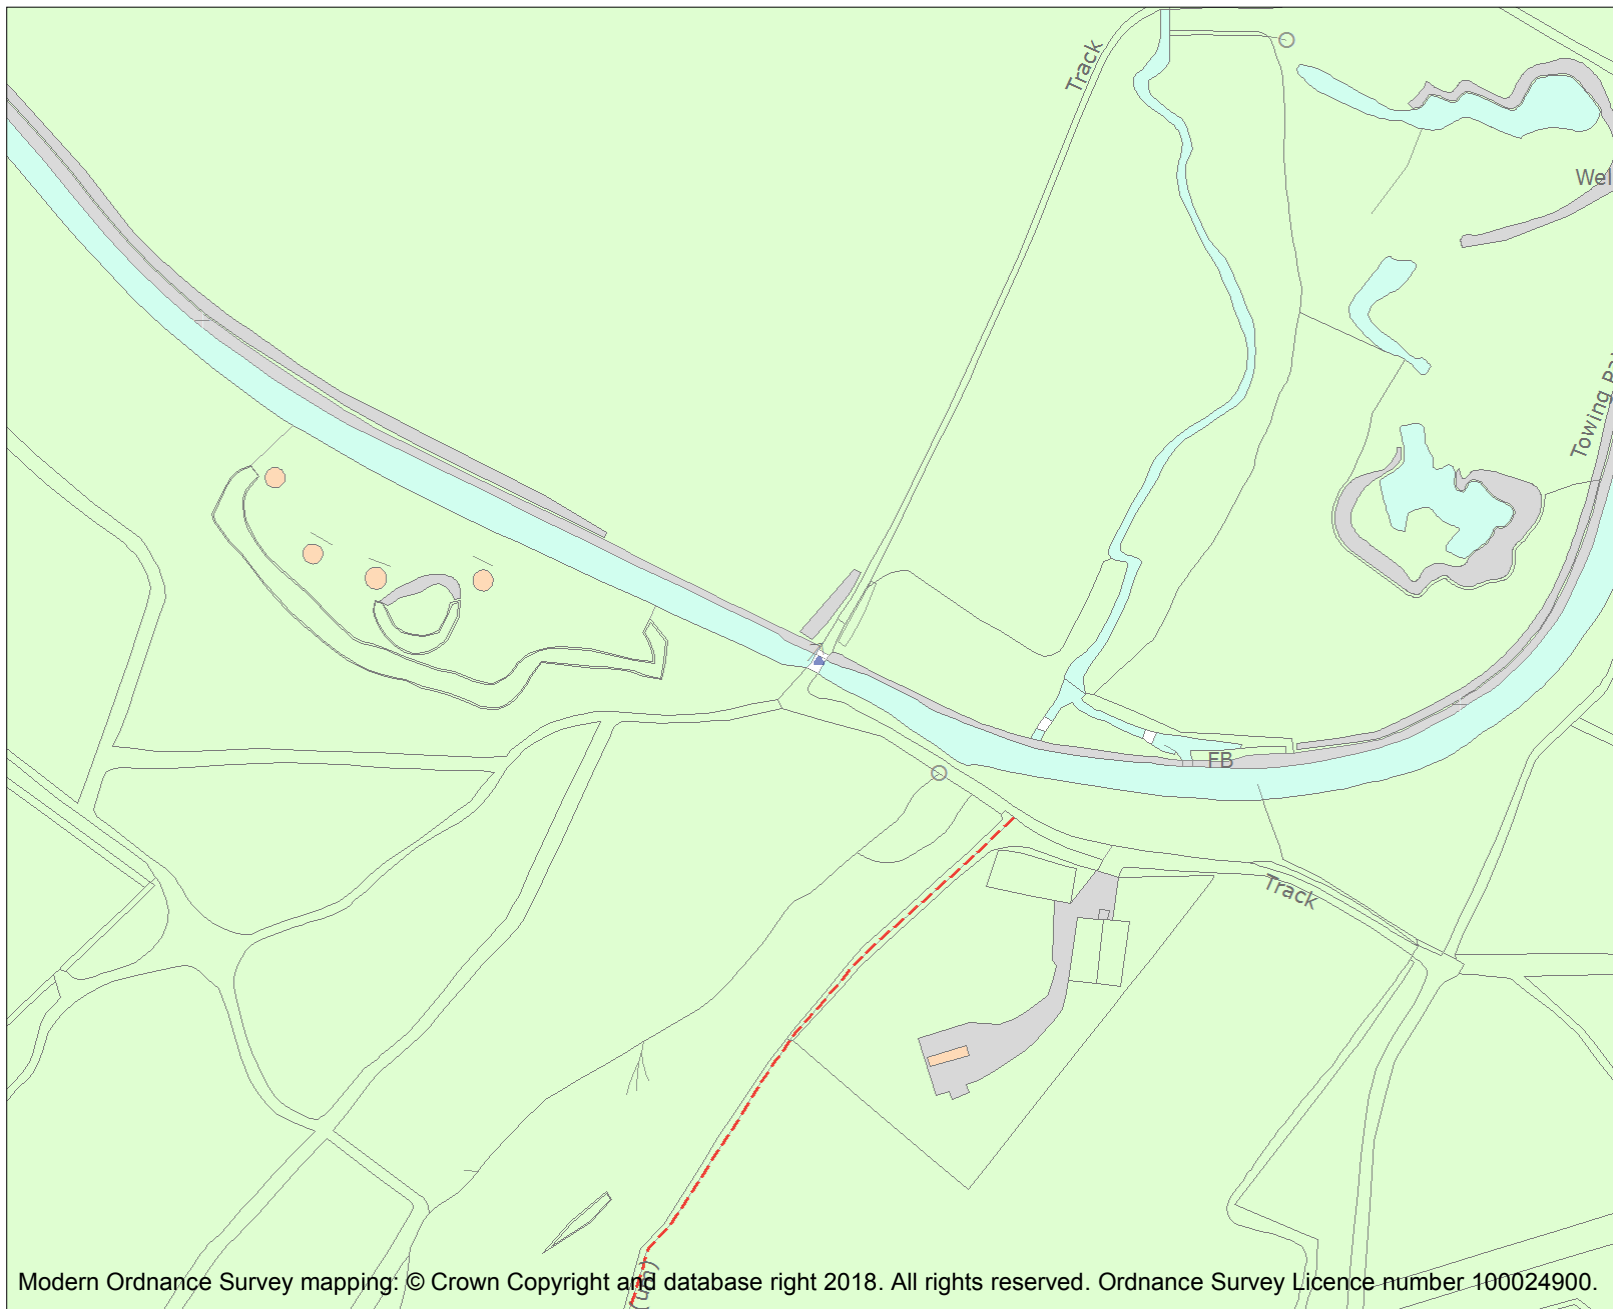 Track
Wel
Towing Pa
FB
Track
Modern Ordnance Survey mapping: © Crown Copyright and database right 2018. All rights reserved. Ordnance Survey Licence number 100024900.